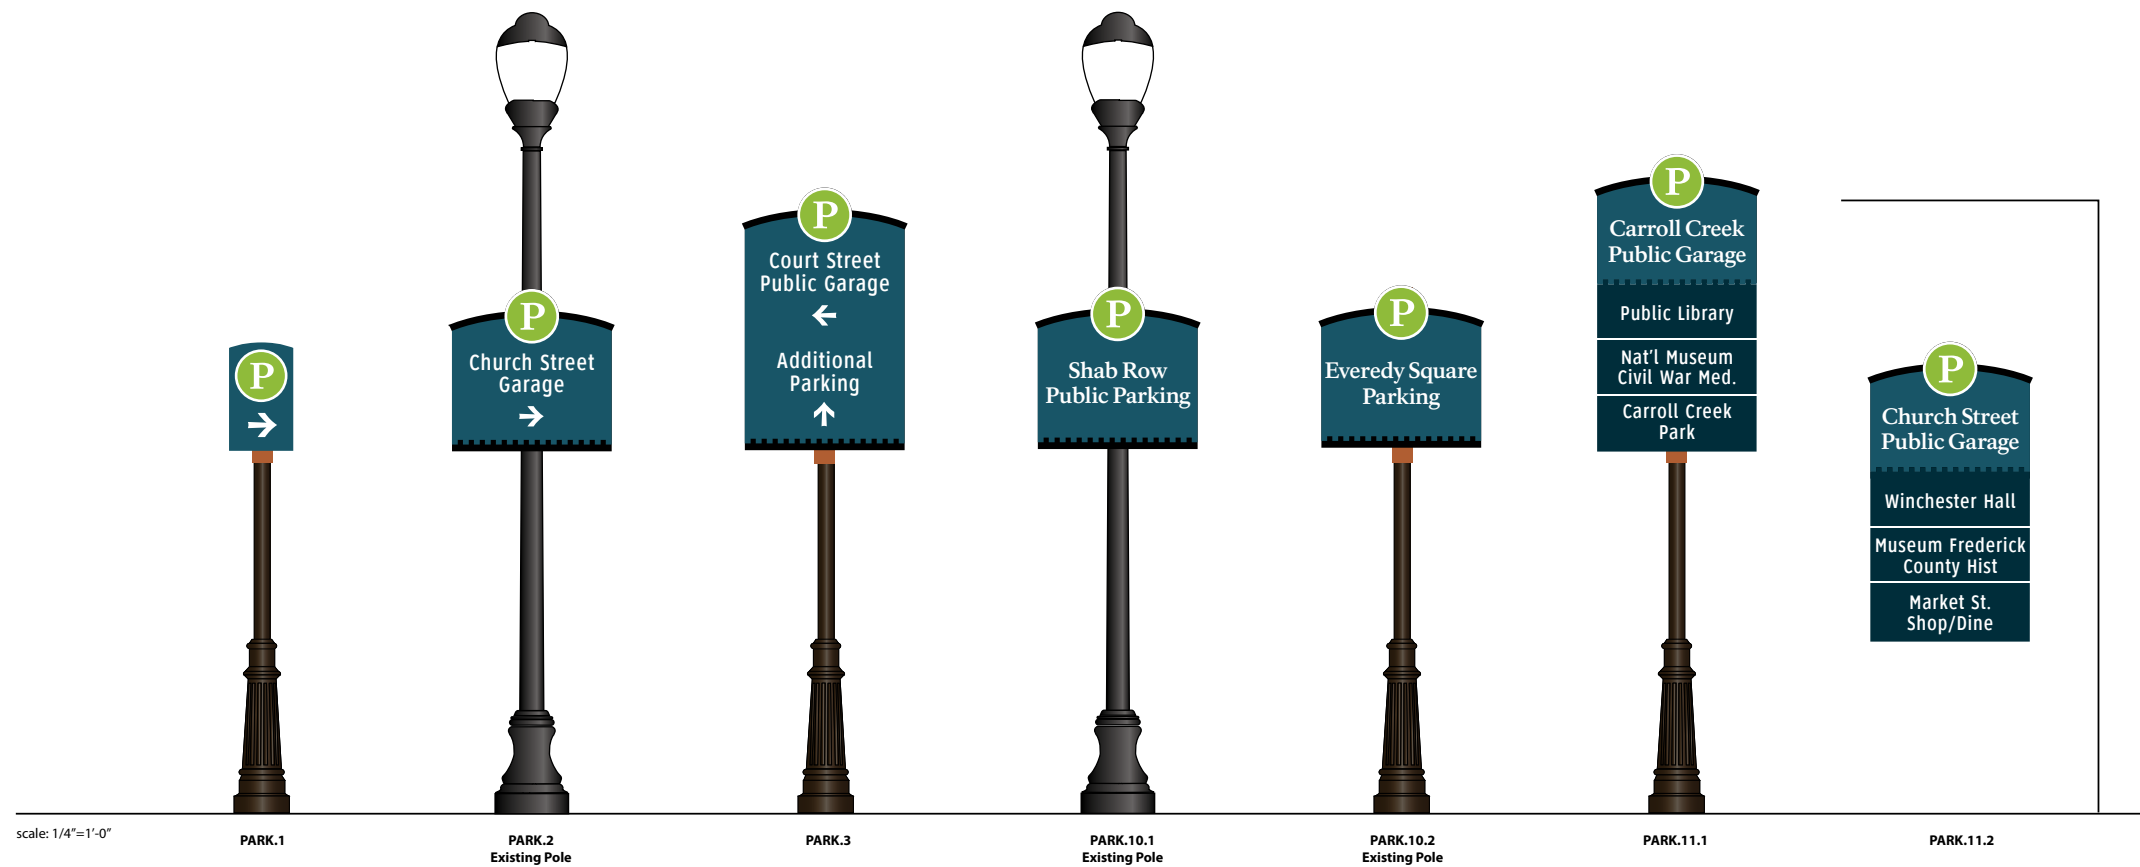 P
→
PARK.1
P
Church Street
Garage
→
PARK.2
Existing Pole
P
Court Street
Public Garage
←
Additional
Parking
↑
PARK.3
P
Shab Row
Public Parking
PARK.10.1
Existing Pole
P
Everedy Square
Parking
PARK.10.2
Existing Pole
P
Carroll Creek
Public Garage
Public Library
Nat'l Museum
Civil War Med.
Carroll Creek
Park
PARK.11.1
P
Church Street
Public Garage
Winchester Hall
Museum Frederick
County Hist
Market St.
Shop/Dine
PARK.11.2
scale: 1/4"=1'-0"